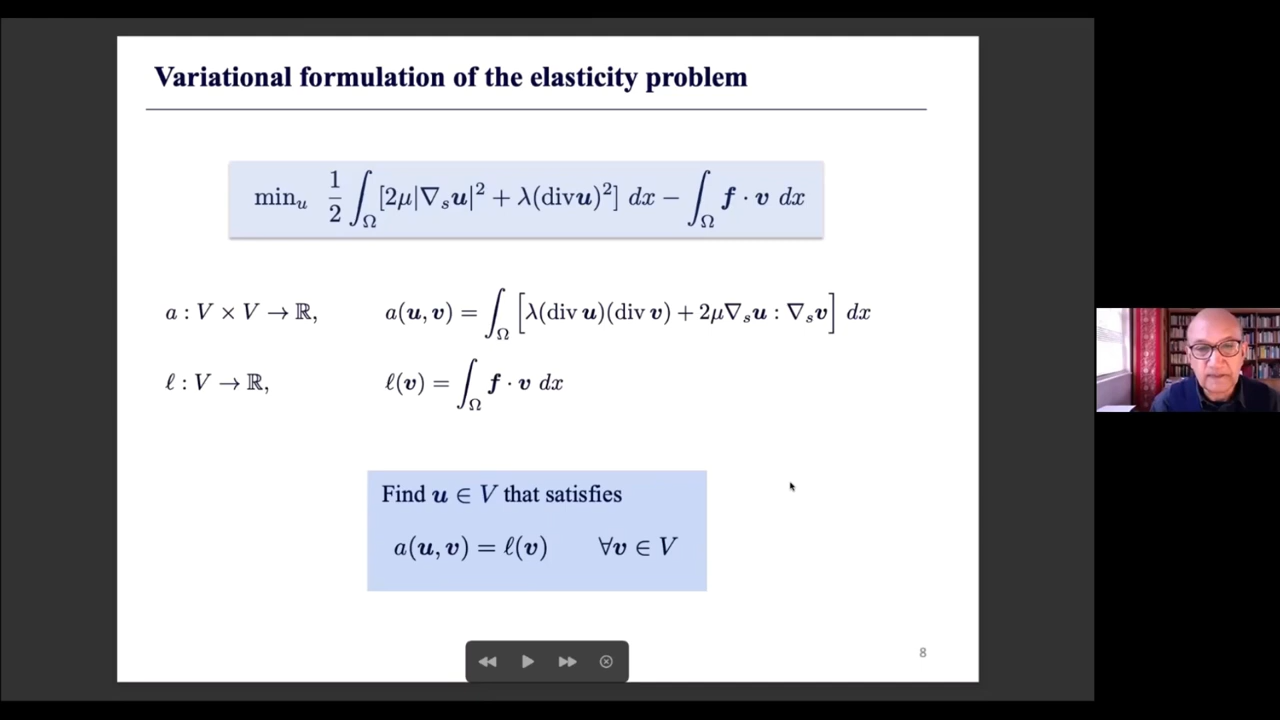 Variational formulation of the elasticity problem
min_u 1/2 ∫_Ω [2μ|∇_s u|² + λ(div u)²] dx − ∫_Ω f · v dx
a : V × V → ℝ, a(u, v) = ∫_Ω [λ(div u)(div v) + 2μ∇_s u : ∇_s v] dx
ℓ : V → ℝ, ℓ(v) = ∫_Ω f · v dx
Find u ∈ V that satisfies
a(u, v) = ℓ(v) ∀v ∈ V
8